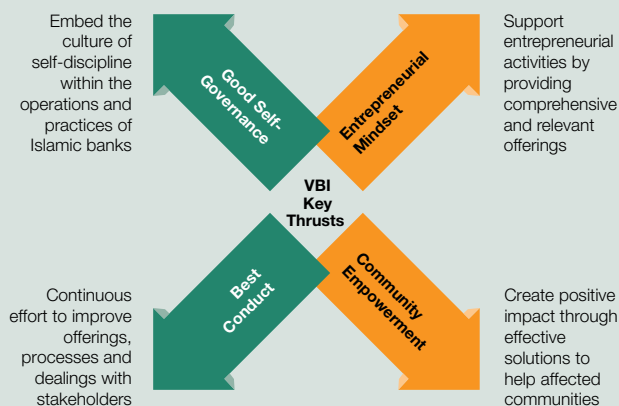 Embed the
culture of
self-discipline
within the
operations and
practices of
Islamic banks
Good Self-
Governance
Entrepreneurial
Mindset
Support
entrepreneurial
activities by
providing
comprehensive
and relevant
offerings
VBI
Key
Thrusts
Continuous
effort to improve
offerings,
processes and
dealings with
stakeholders
Best
Conduct
Community
Empowerment
Create positive
impact through
effective
solutions to
help affected
communities